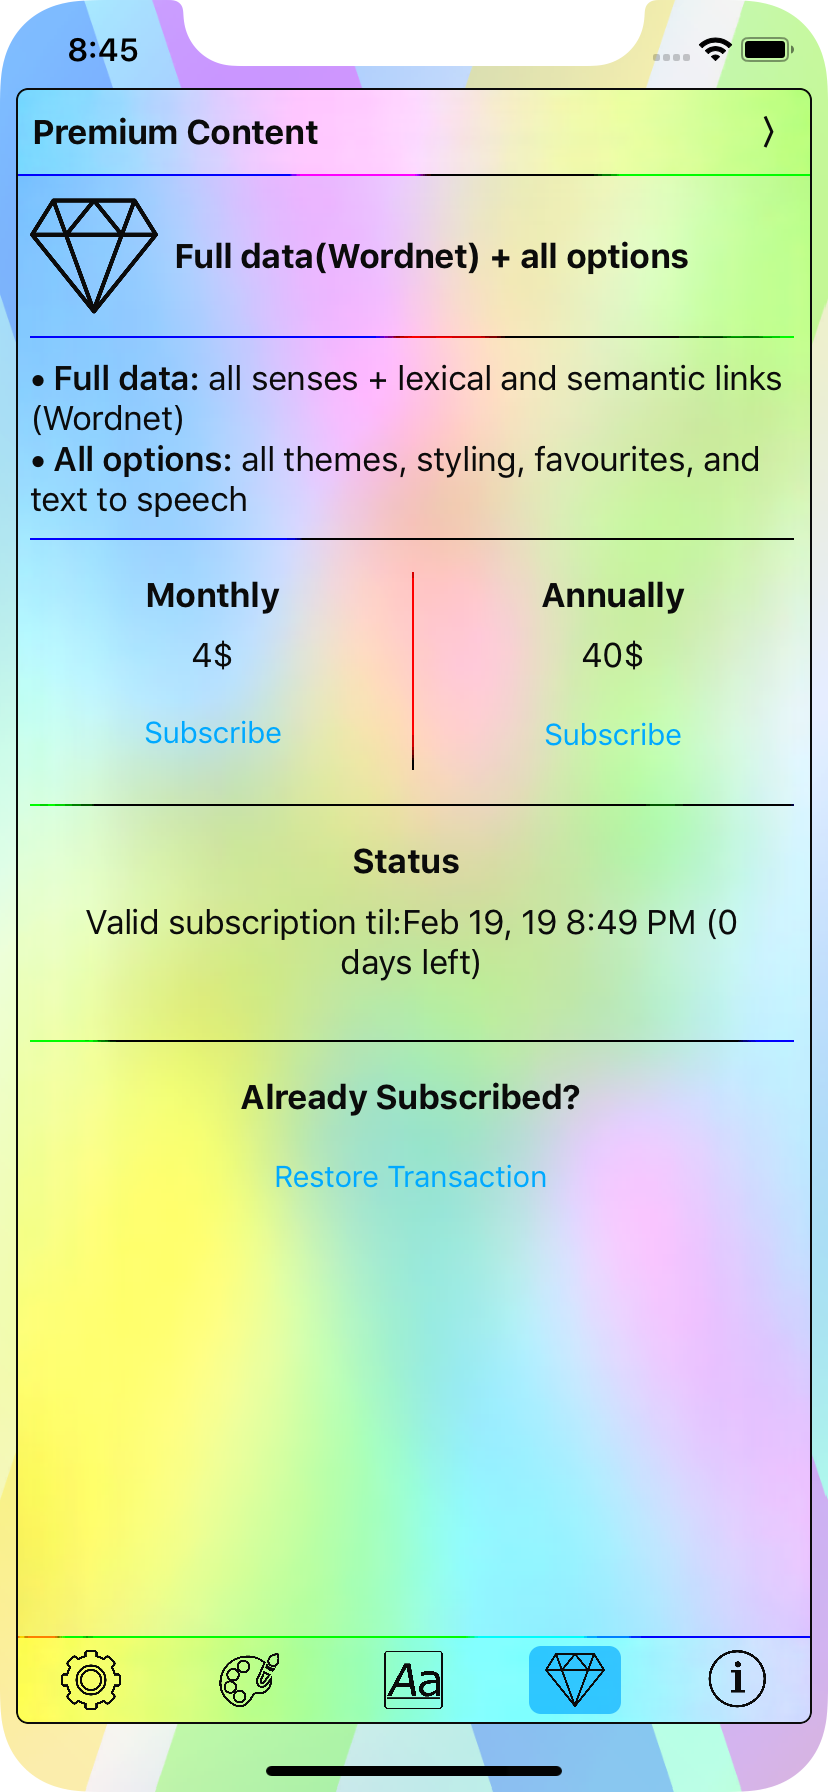 8:45
Premium Content
Full data(Wordnet) + all options
• Full data: all senses + lexical and semantic links
(Wordnet)
• All options: all themes, styling, favourites, and
text to speech
Monthly
Annually
4$
40$
Subscribe
Subscribe
Status
Valid subscription til:Feb 19, 19 8:49 PM (0
days left)
Already Subscribed?
Restore Transaction
Aa
i